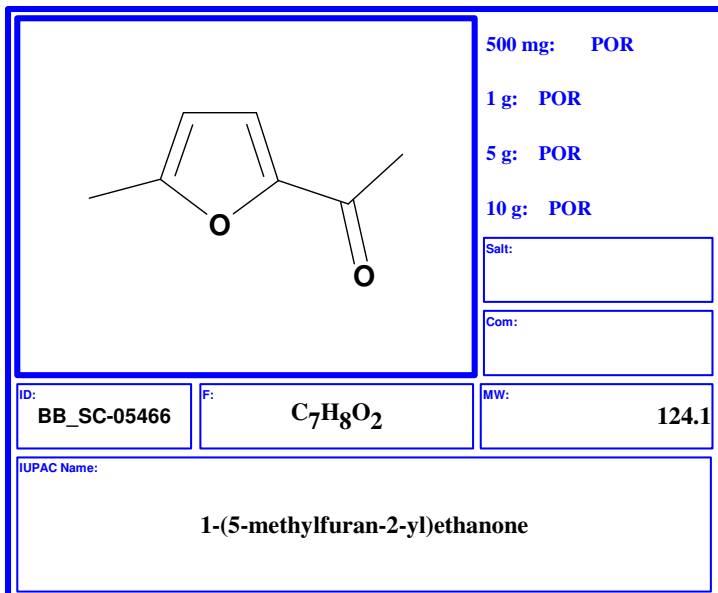 500 mg: POR
1 g: POR
5 g: POR
10 g: POR
O
O
Salt:
Com:
ID:
BB_SC-05466
F:
C7H8O2
MW:
124.1
IUPAC Name:
1-(5-methylfuran-2-yl)ethanone